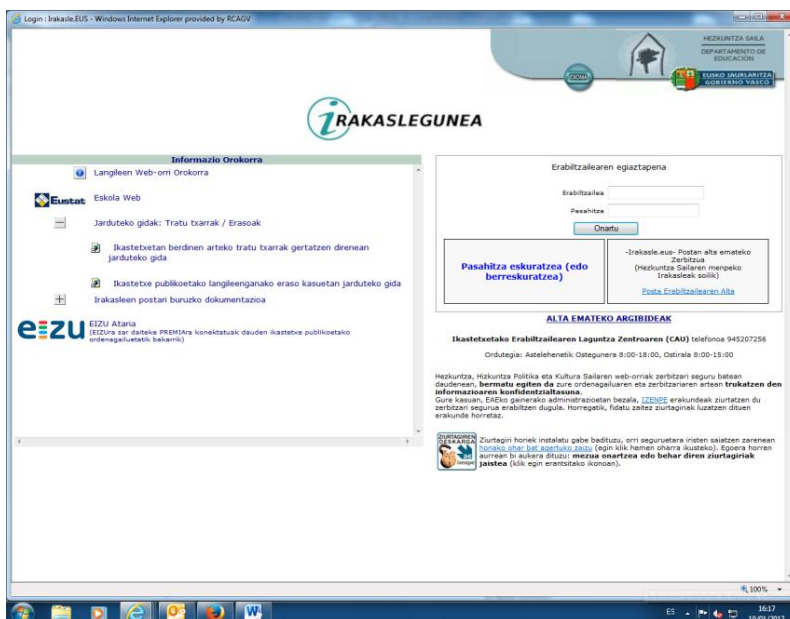 Login : Irakasle.EUS - Windows Internet Explorer provided by RCAGV
HEZKUNTZA SAILA
DEPARTAMENTO DE
EDUCACIÓN
IDIOMA
EUSKO JAURLARITZA
GOBIERNO VASCO
iRAKASLEGUNEA
Informazio Orokorra
Langileen Web-orri Orokorra
Eustat Eskola Web
Jarduteko gidak: Tratu txarrak / Erasoak
Ikastetxetan berdinen arteko tratu txarrak gertatzen direnean
jarduteko gida
Ikastetxe publikoetako langileenganako eraso kasuetan jarduteko gida
Irakasleen postari buruzko dokumentazioa
eizu EIZU Ataria
(EIZUra sar daiteke PREMIAra konektatuak dauden ikastetxe publikoetako
ordenagailuetatik bakarrik)
Erabiltzailearen egiaztapena
Erabiltzailea
Pasahitza
Onartu
Pasahitza eskuratzea (edo
berreskuratzea)
-Irakasle.eus- Postan alta emateko
Zerbitzua
(Hezkuntza Sailaren menpeko
Irakasleak soilik)
Posta Erabiltzailearen Alta
ALTA EMATEKO ARGIBIDEAK
Ikastetxetako Erabiltzailearen Laguntza Zentroaren (CAU) telefonoa 945207256
Ordutegia: Astelehenetik Ostegunera 8:00-18:00, Ostirala 8:00-15:00
Hezkuntza, Hizkuntza Politika eta Kultura Sailaren web-orriak zerbitzari seguru batean
daudenean, bermatu egiten da zure ordenagailuaren eta zerbitzariaren artean trukatzen den
informazioaren konfidentzialtasuna.
Gure kasuan, EAEko gainerako administrazioetan bezala, IZENPE erakundeak ziurtatzen du
zerbitzari segurua erabiltzen dugula. Horregatik, fidatu zaitez ziurtagiriak luzatzen dituen
erakunde horretaz.
ZIURTAGIRIEN
DESKARGA
izenpe
Ziurtagiri horiek instalatu gabe badituzu, orri seguruetara iristen saiatzen zarenean
honako ohar bat agertuko zaizu (egin klik hemen oharra ikusteko). Egoera horren
aurrean bi aukera dituzu: mezua onartzea edo behar diren ziurtagiriak
jaistea (klik egin erantsitako ikonoan).
100%
ES
16:17
19/01/2017